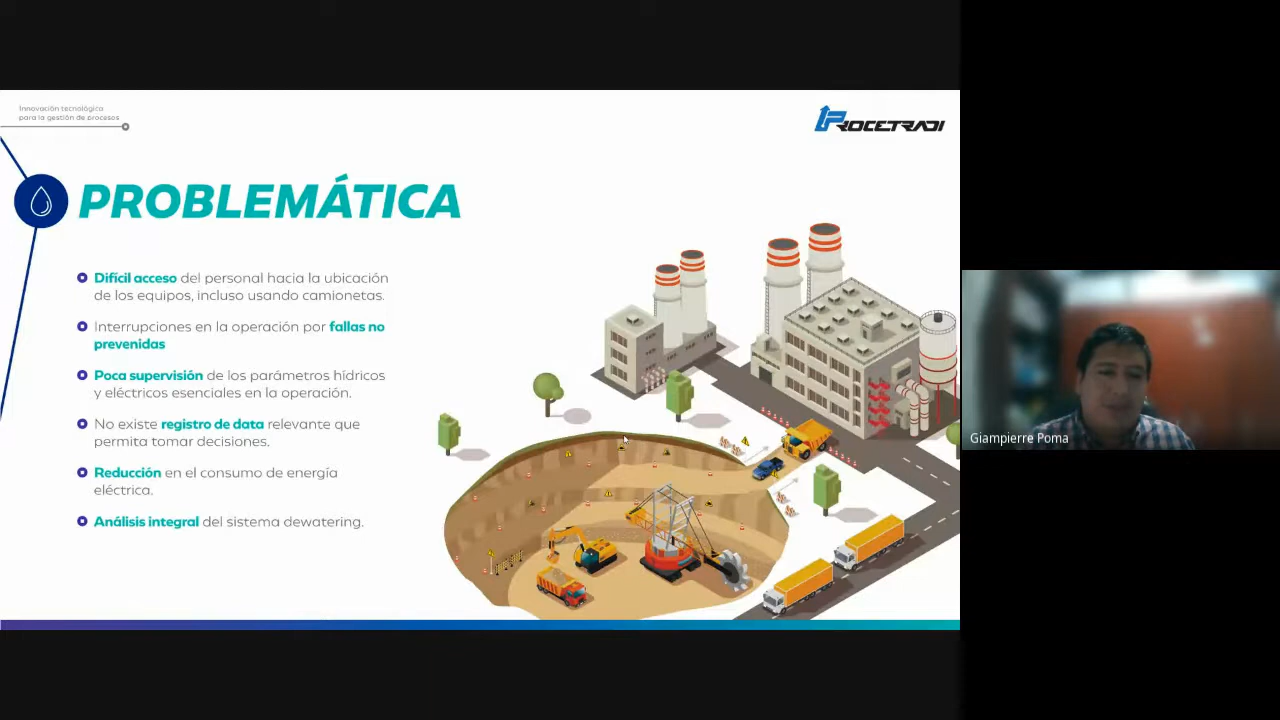 Innovación tecnológica
para la gestión de procesos
PROCETRADI
PROBLEMÁTICA
Difícil acceso del personal hacia la ubicación
de los equipos, incluso usando camionetas.
Interrupciones en la operación por fallas no
prevenidas
Poca supervisión de los parámetros hídricos
y eléctricos esenciales en la operación.
No existe registro de data relevante que
permita tomar decisiones.
Reducción en el consumo de energía
eléctrica.
Análisis integral del sistema dewatering.
Giampierre Poma